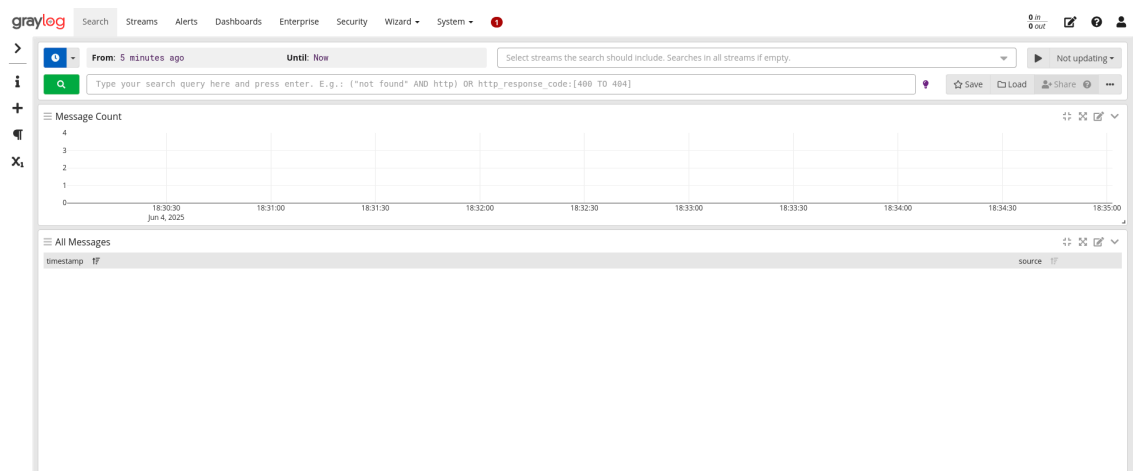 graylog Search Streams Alerts Dashboards Enterprise Security Wizard System 1 0 in
0 out
From: 5 minutes ago Until: Now Select streams the search should include. Searches in all streams if empty. Not updating
Type your search query here and press enter. E.g.: ("not found" AND http) OR http_response_code:[400 TO 404] Save Load Share
Message Count
4
3
2
1
0
18:30:30 18:31:00 18:31:30 18:32:00 18:32:30 18:33:00 18:33:30 18:34:00 18:34:30 18:35:00
Jun 4, 2025
All Messages
timestamp source